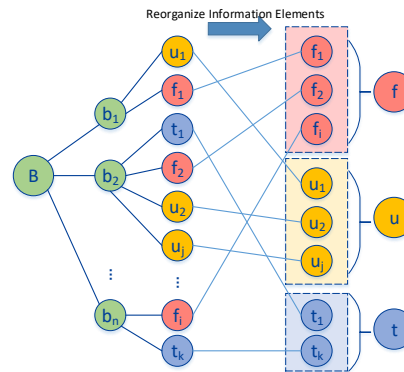 Reorganize Information Elements
u1
f1
b1
t1
f2
B
b2
u2
uj
⋮
⋮
bn
fi
tk
f1
f2
fi
f
u1
u2
uj
u
t1
tk
t